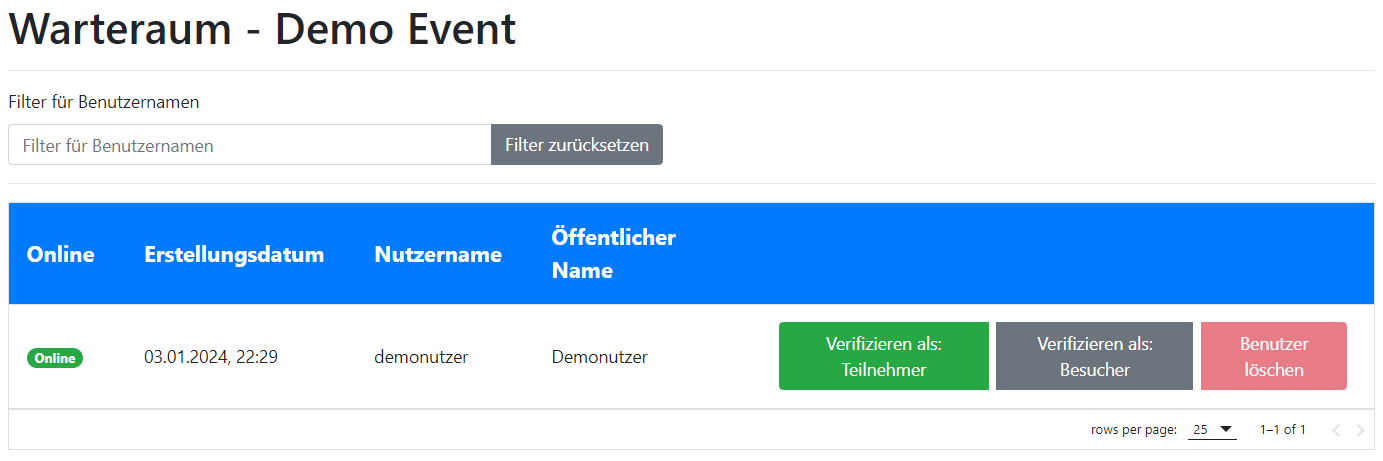 Warteraum - Demo Event
Filter für Benutzernamen
Filter für Benutzernamen Filter zurücksetzen
Online Erstellungsdatum Nutzername Öffentlicher Name
Online 03.01.2024, 22:29 demonutzer Demonutzer Verifizieren als: Teilnehmer Verifizieren als: Besucher Benutzer löschen
rows per page: 25 1–1 of 1